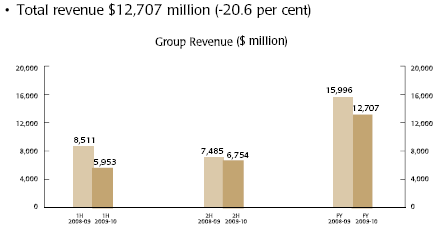 • Total revenue $12,707 million (-20.6 per cent)
Group Revenue ($ million)
20,000 20,000
15,996
16,000 16,000
12,707
12,000 12,000
8,511
7,485 6,754
8,000 8,000
5,953
4,000 4,000
0 0
1H 1H 2H 2H FY FY
2008-09 2009-10 2008-09 2009-10 2008-09 2009-10